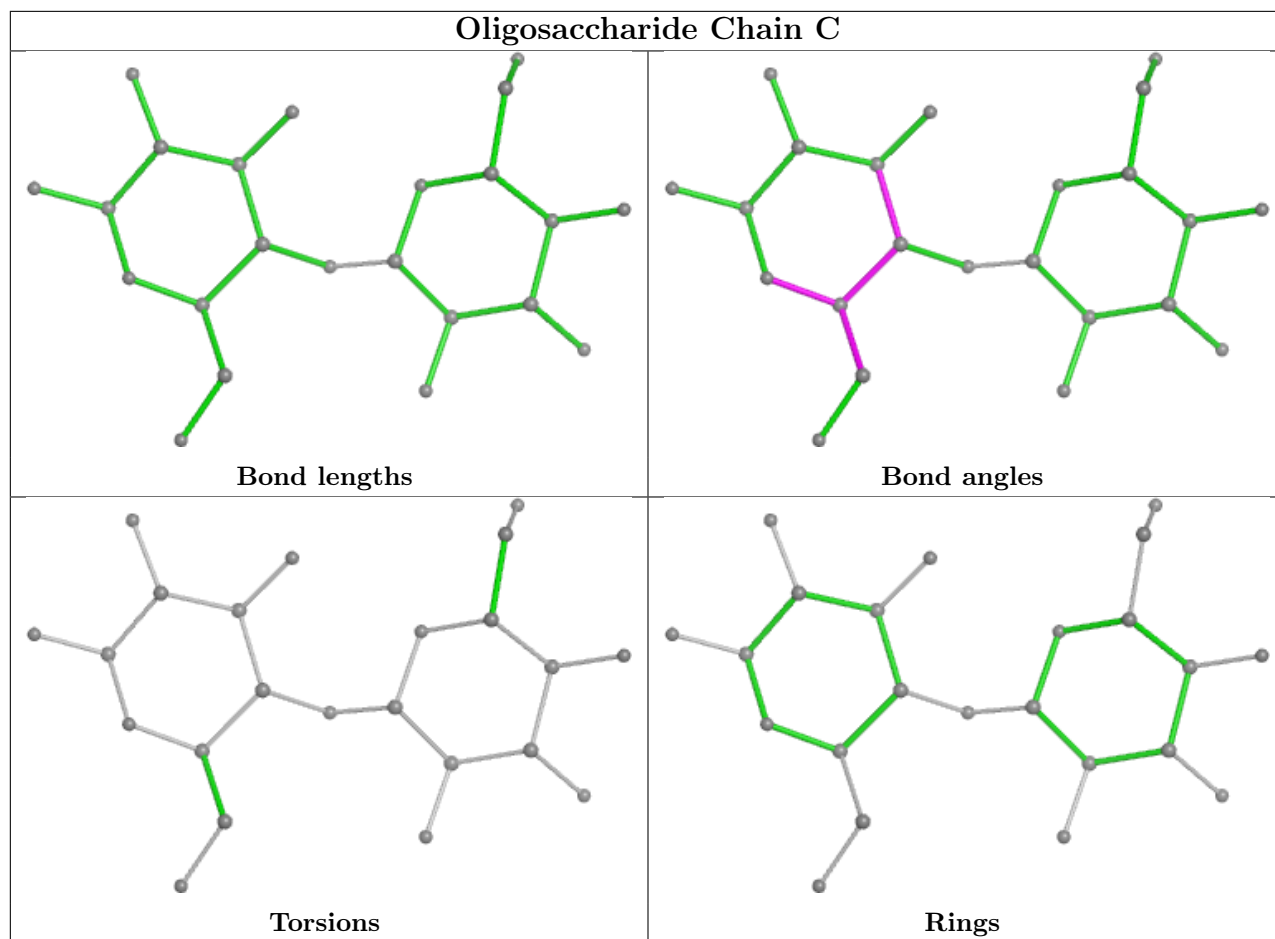 Oligosaccharide Chain C
Bond lengths
Bond angles
Torsions
Rings